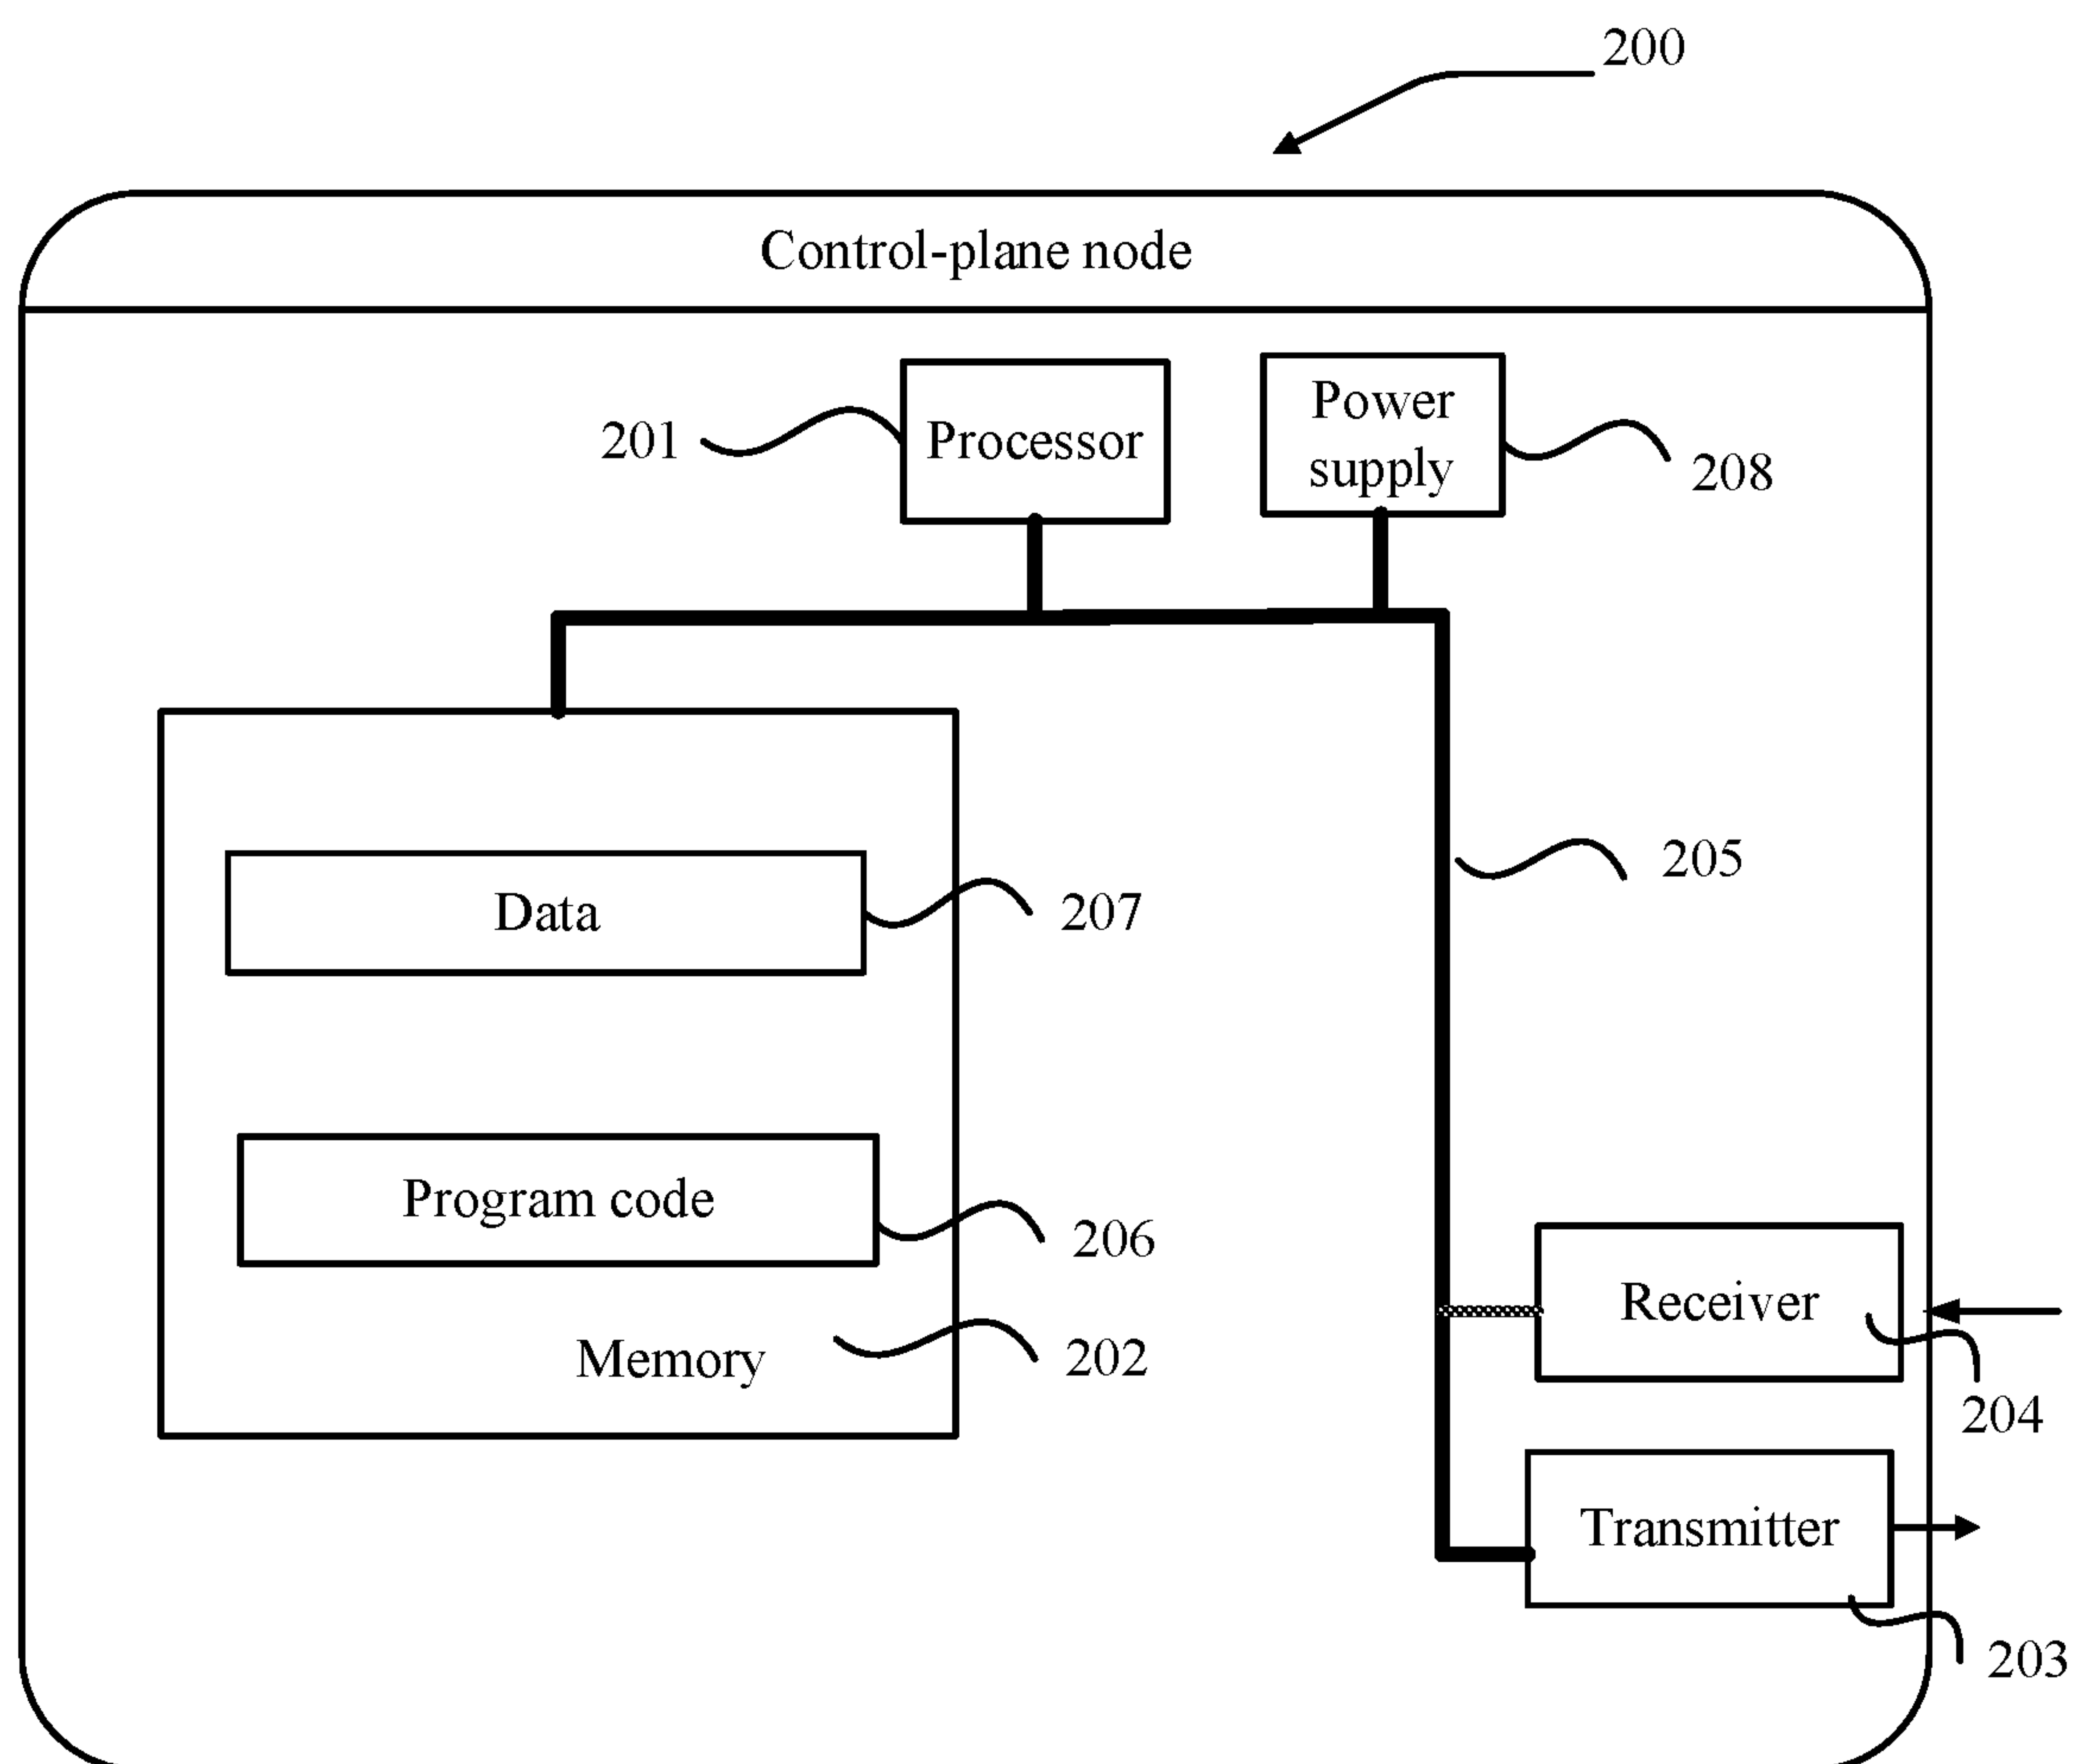 200
Control-plane node
201
Processor
Power
supply
208
205
Data
207
Program code
206
Memory
202
Receiver
204
Transmitter
203